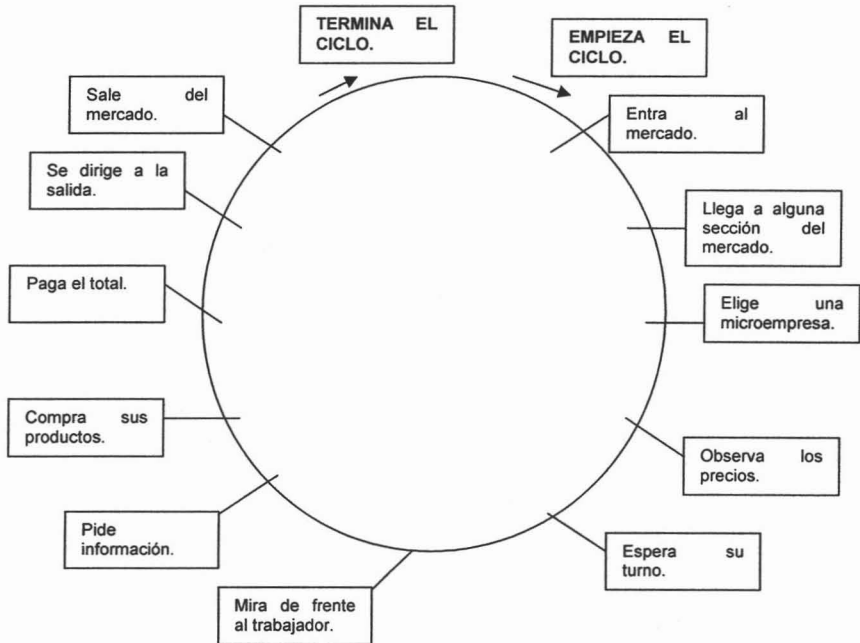 TERMINA EL
CICLO.
EMPIEZA EL
CICLO.
Entra al
mercado.
Llega a alguna
sección del
mercado.
Elige una
microempresa.
Observa los
precios.
Espera su
turno.
Mira de frente
al trabajador.
Pide
información.
Compra sus
productos.
Paga el total.
Se dirige a la
salida.
Sale del
mercado.